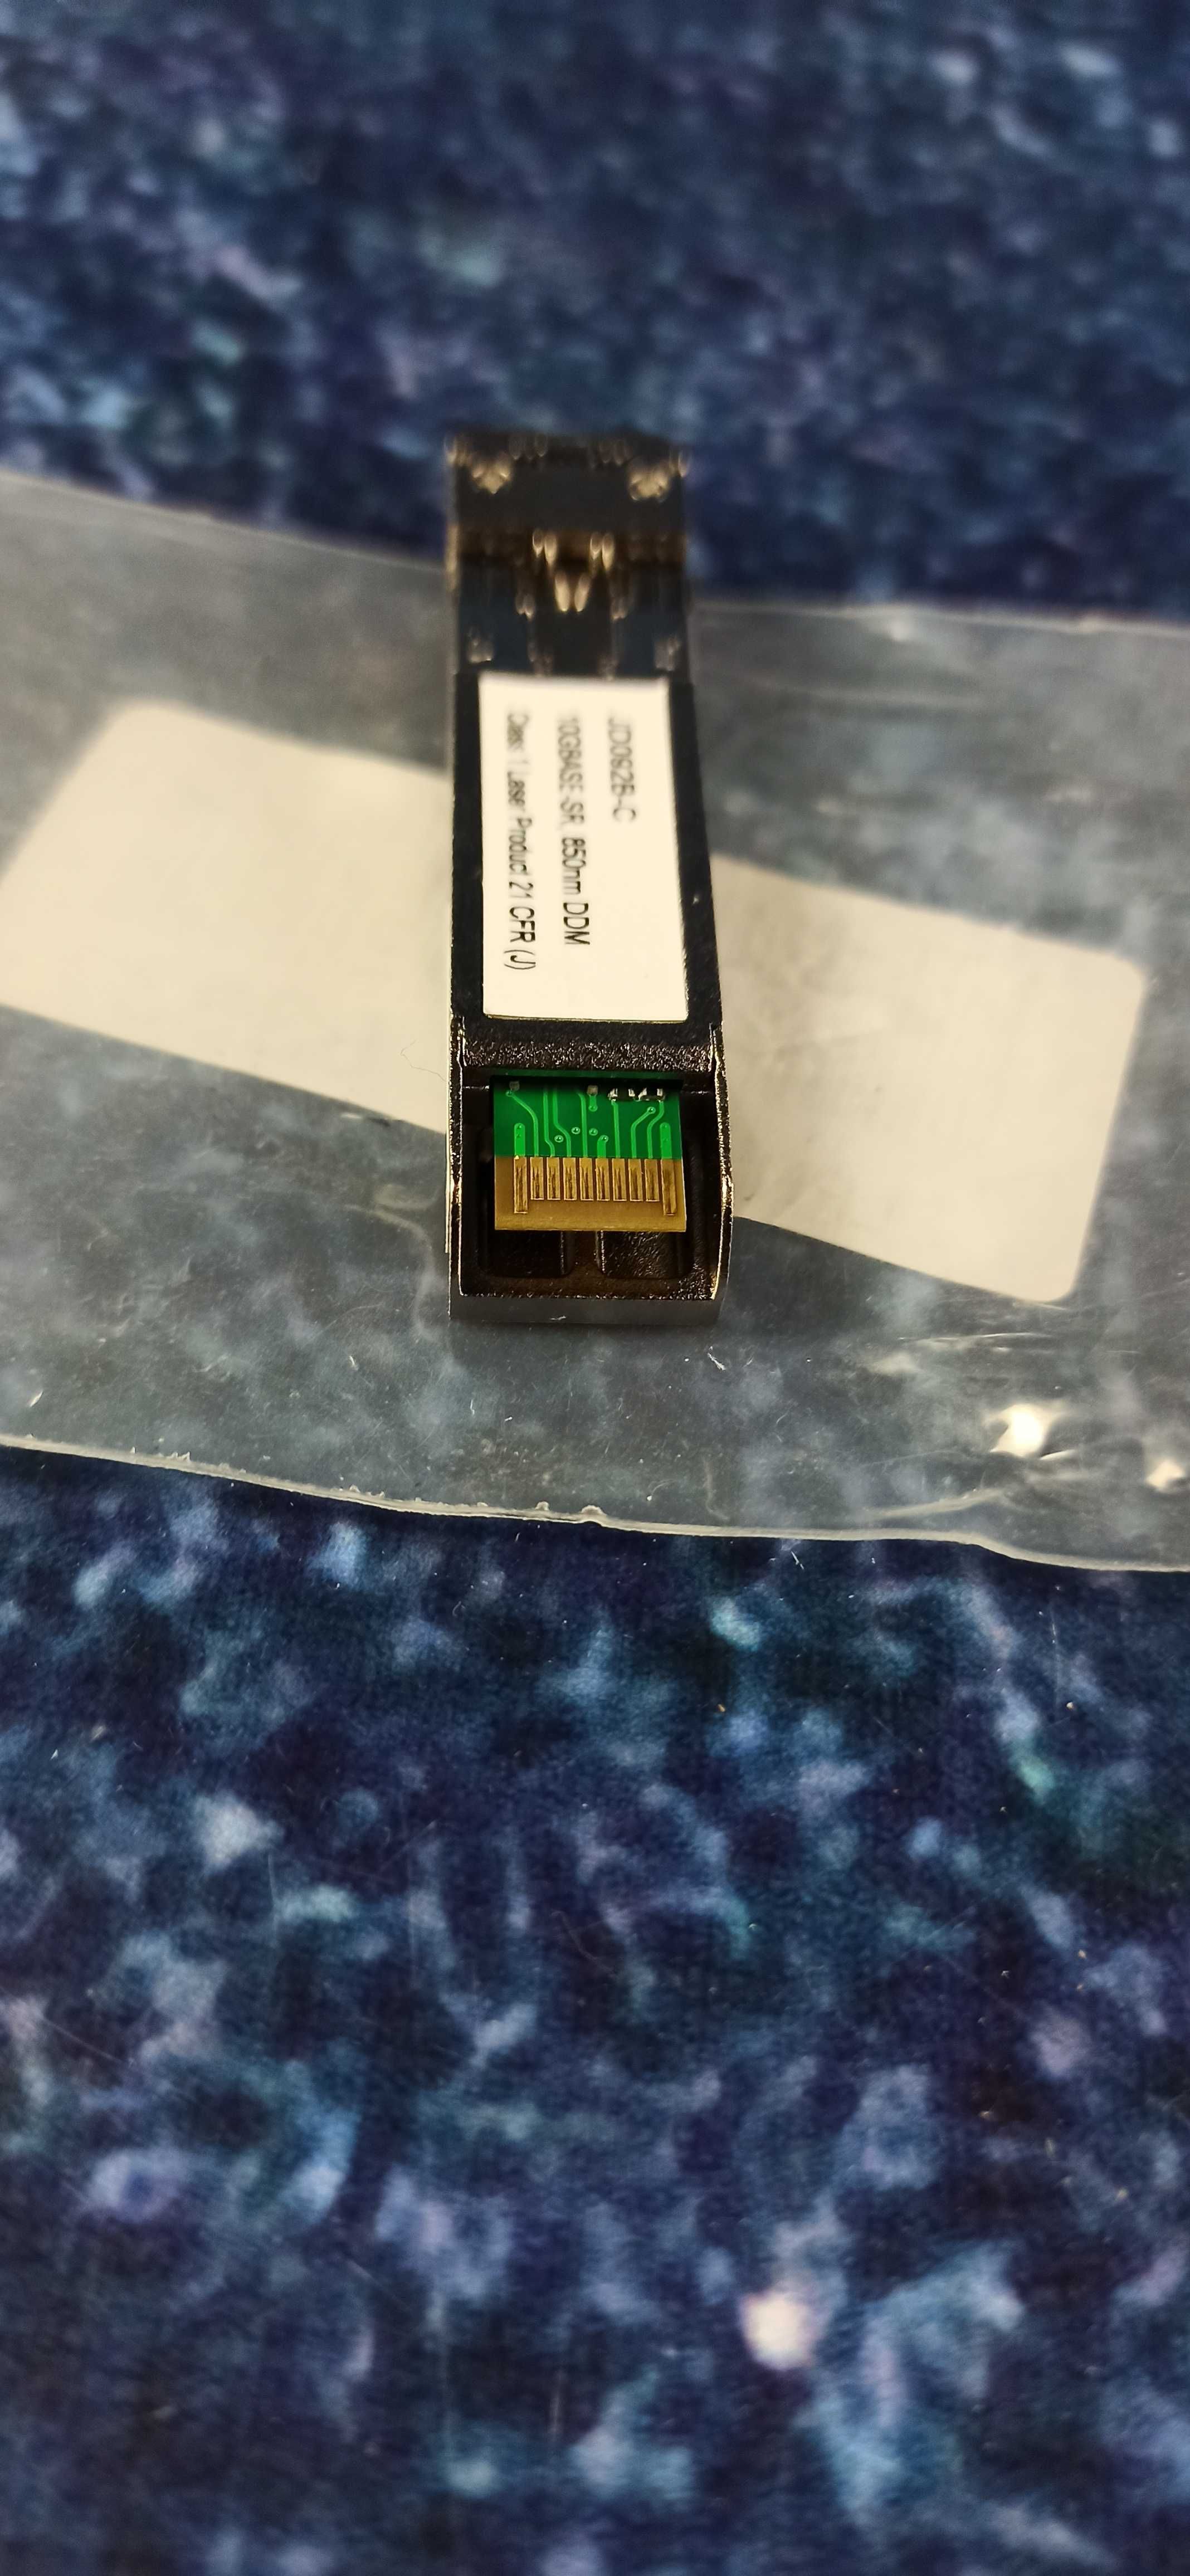 JD092B-C
10GBASE-SR, 850nm DDM
Class 1 Laser Product 21 CFR (J)